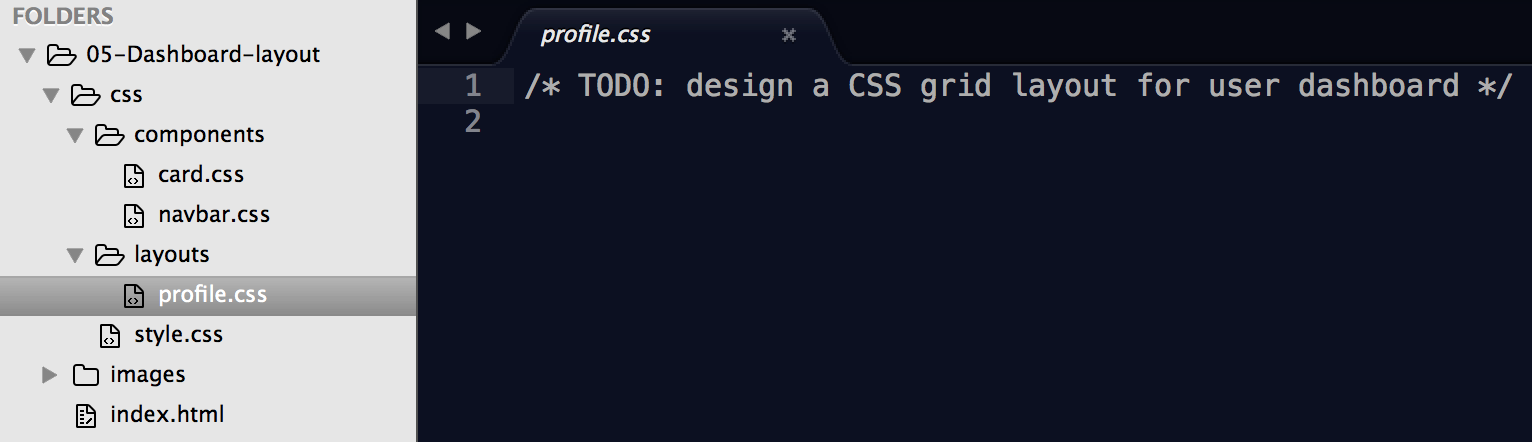 FOLDERS
05-Dashboard-layout
css
components
card.css
navbar.css
layouts
profile.css
style.css
images
index.html
profile.css
1 /* TODO: design a CSS grid layout for user dashboard */
2